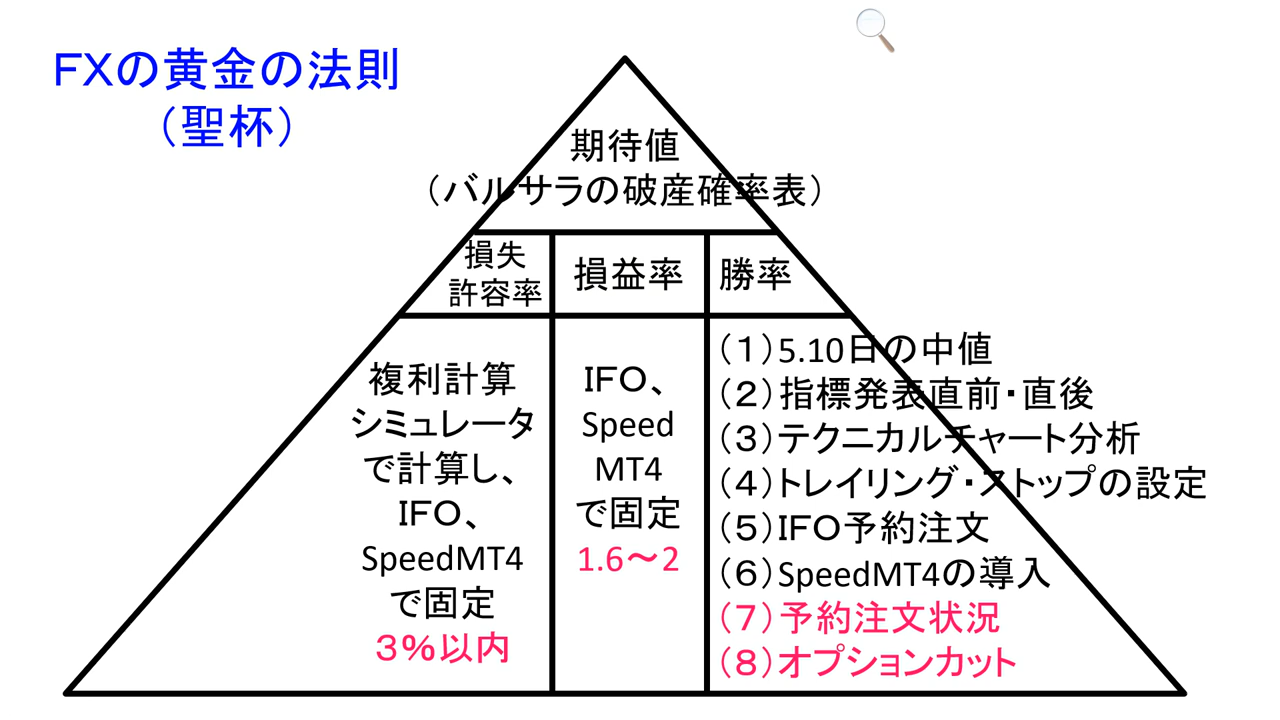 FXの黄金の法則
（聖杯）
期待値
（バルサラの破産確率表）
損失
許容率
損益率
勝率
複利計算
シミュレータ
で計算し、
IFO、
SpeedMT4
で固定
３％以内
IFO、
Speed
MT4
で固定
1.6～2
（１）5.10日の中値
（２）指標発表直前・直後
（３）テクニカルチャート分析
（４）トレイリング・ストップの設定
（５）IFO予約注文
（６）SpeedMT4の導入
（７）予約注文状況
（８）オプションカット